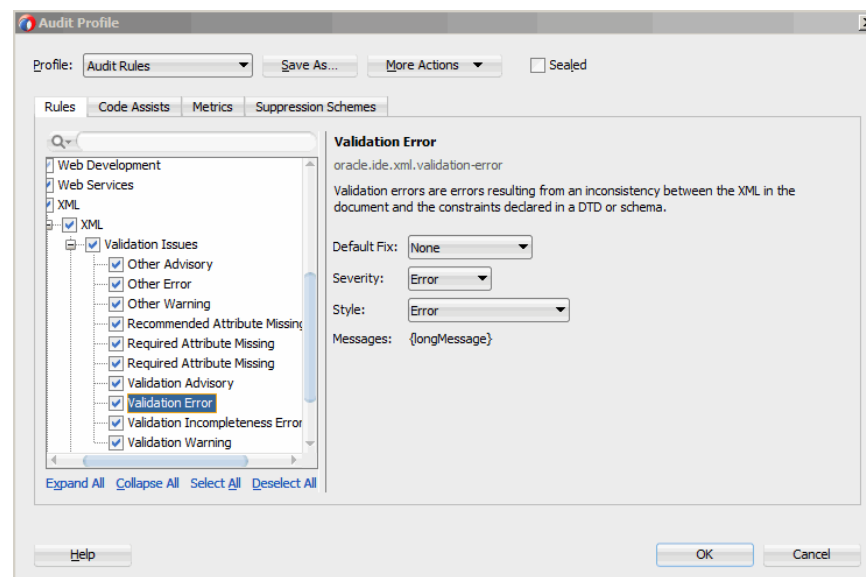 Audit Profile
Profile: Audit Rules Save As... More Actions Sealed
Rules Code Assists Metrics Suppression Schemes
Web Development
Web Services
XML
XML
Validation Issues
Other Advisory
Other Error
Other Warning
Recommended Attribute Missing
Required Attribute Missing
Required Attribute Missing
Validation Advisory
Validation Error
Validation Incompleteness Error
Validation Warning
Expand All Collapse All Select All Deselect All
Validation Error
oracle.ide.xml.validation-error
Validation errors are errors resulting from an inconsistency between the XML in the
document and the constraints declared in a DTD or schema.
Default Fix: None
Severity: Error
Style: Error
Messages: {longMessage}
Help OK Cancel